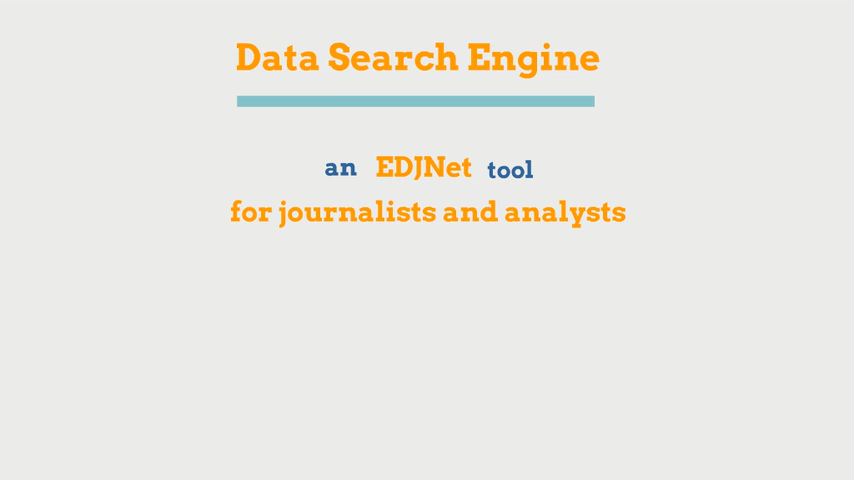 Data Search Engine
an EDJNet tool
for journalists and analysts